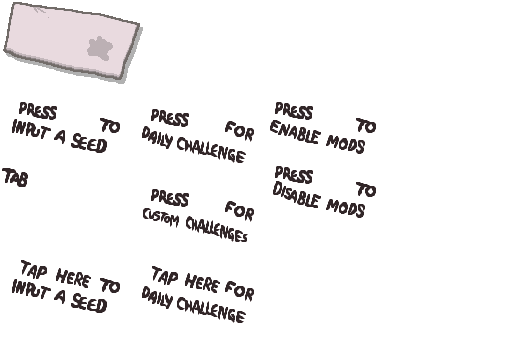 PRESS TO
INPUT A SEED
PRESS FOR
DAILY CHALLENGE
PRESS TO
ENABLE MODS
TAB
PRESS FOR
CUSTOM CHALLENGES
PRESS TO
DISABLE MODS
TAP HERE TO
INPUT A SEED
TAP HERE FOR
DAILY CHALLENGE